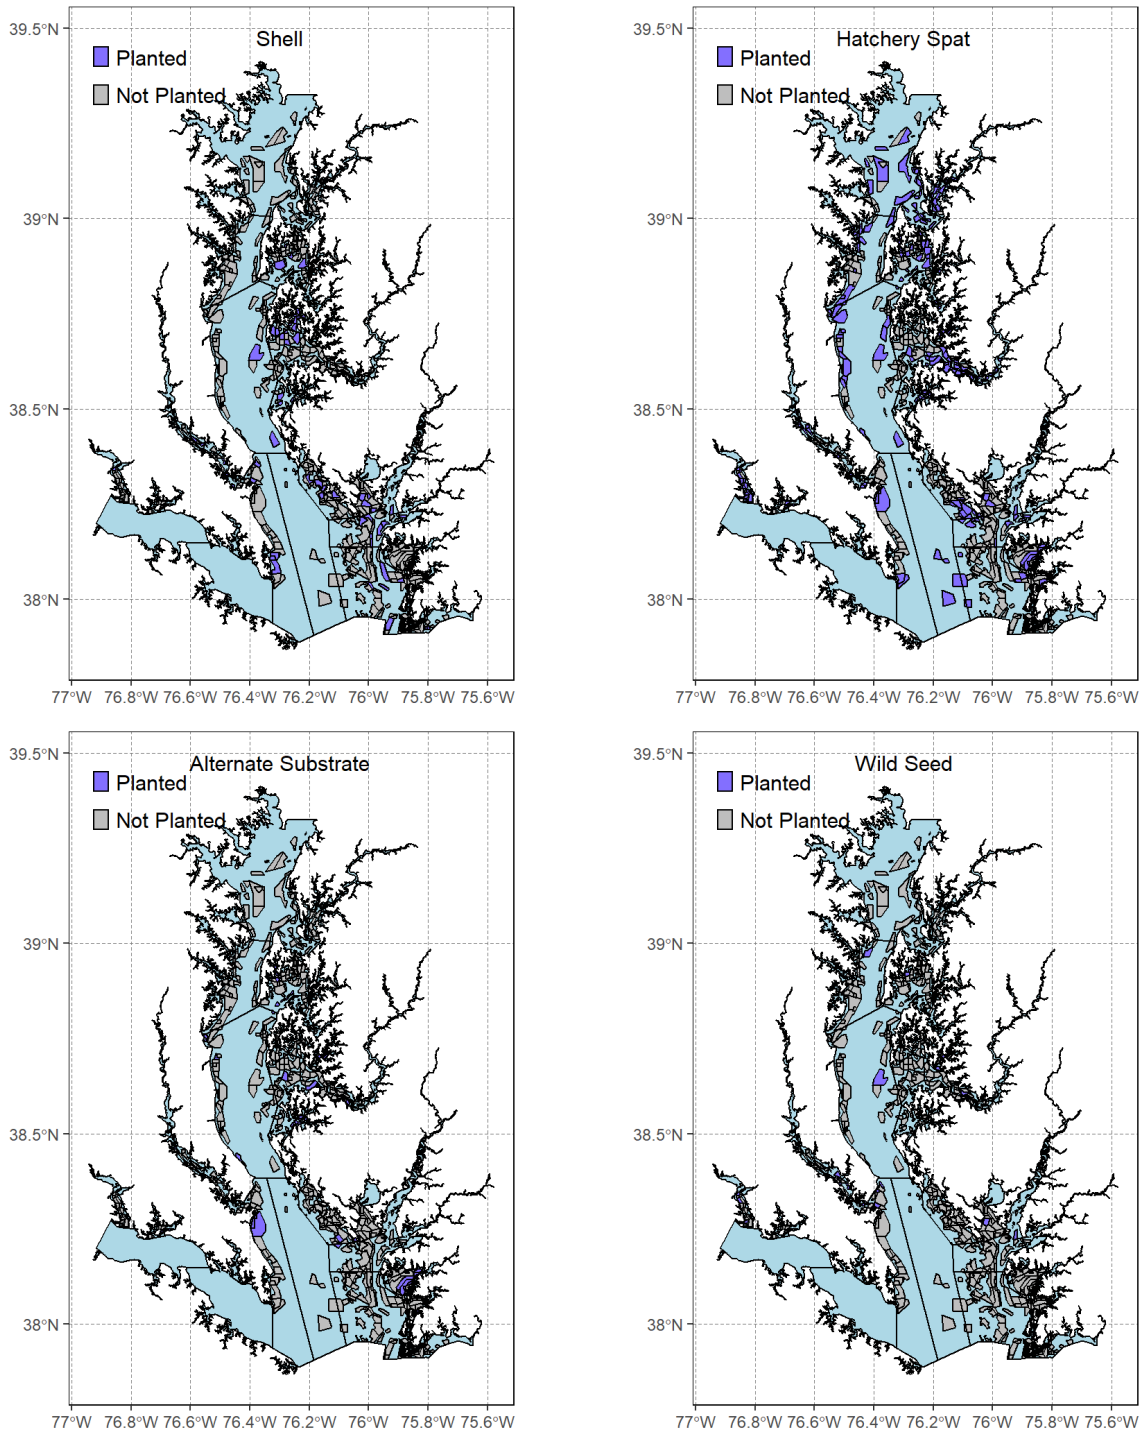 Shell
Planted
Not Planted
39.5°N
39°N
38.5°N
38°N
77°W 76.8°W 76.6°W 76.4°W 76.2°W 76°W 75.8°W 75.6°W
Hatchery Spat
Planted
Not Planted
39.5°N
39°N
38.5°N
38°N
77°W 76.8°W 76.6°W 76.4°W 76.2°W 76°W 75.8°W 75.6°W
Alternate Substrate
Planted
Not Planted
39.5°N
39°N
38.5°N
38°N
77°W 76.8°W 76.6°W 76.4°W 76.2°W 76°W 75.8°W 75.6°W
Wild Seed
Planted
Not Planted
39.5°N
39°N
38.5°N
38°N
77°W 76.8°W 76.6°W 76.4°W 76.2°W 76°W 75.8°W 75.6°W